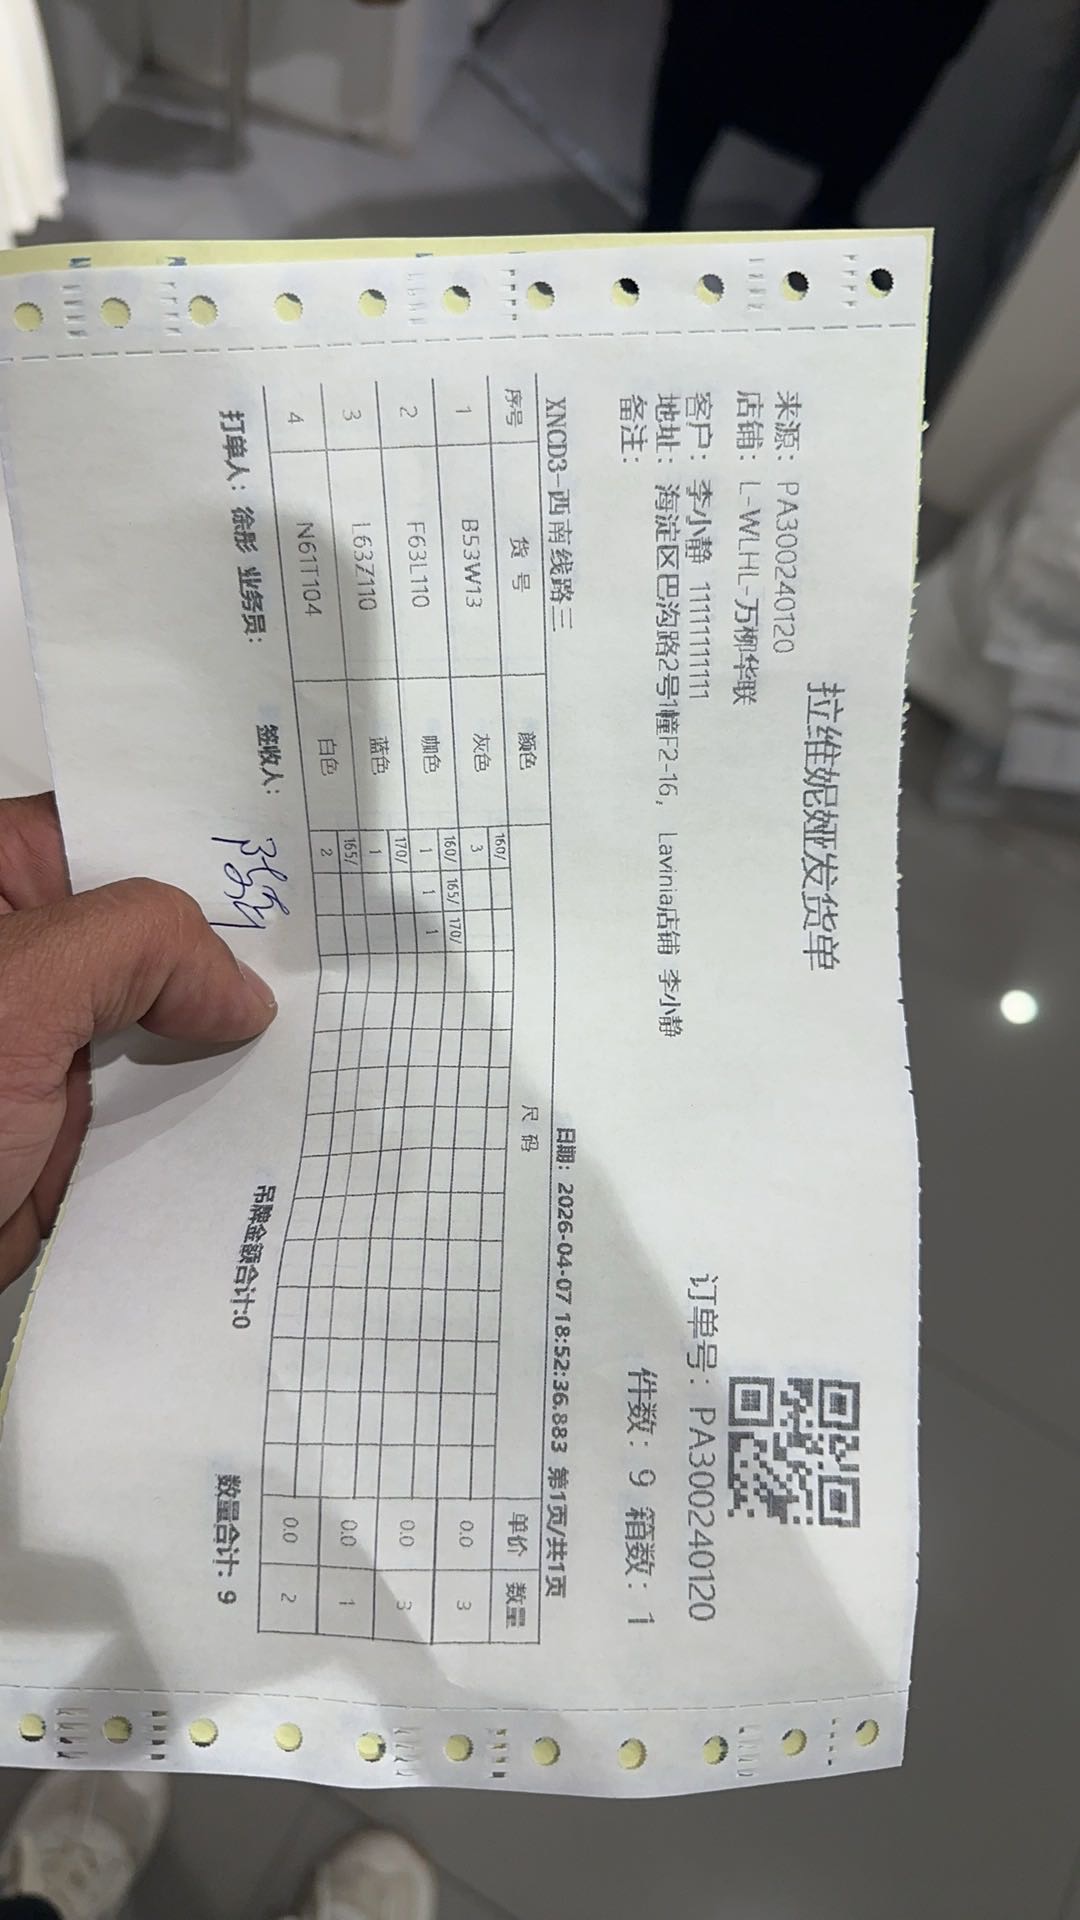 拉维妮娅发货单
来源：PA300240120
店铺：L-WLHL-万柳华联
客户：李小静 11111111111
订单号：PA300240120
地址：海淀区巴沟路2号1幢F2-16，Lavinia店铺 李小静
备注：
件数：9 箱数：1
XNCD3-西南线路三 日期：2026-04-07 18:52:36.883 第1页/共1页
序号 货号 颜色 尺码 单价 数量
160/
1 B53W13 灰色 3 0.0 3
160/ 165/ 170/
2 F63L110 咖色 1 1 1 0.0 3
170/
3 L63Z110 蓝色 1 0.0 1
165/
4 N61T104 白色 2 0.0 2
打单人：徐彤 业务员： 签收人： 吊牌金额合计:0 数量合计: 9